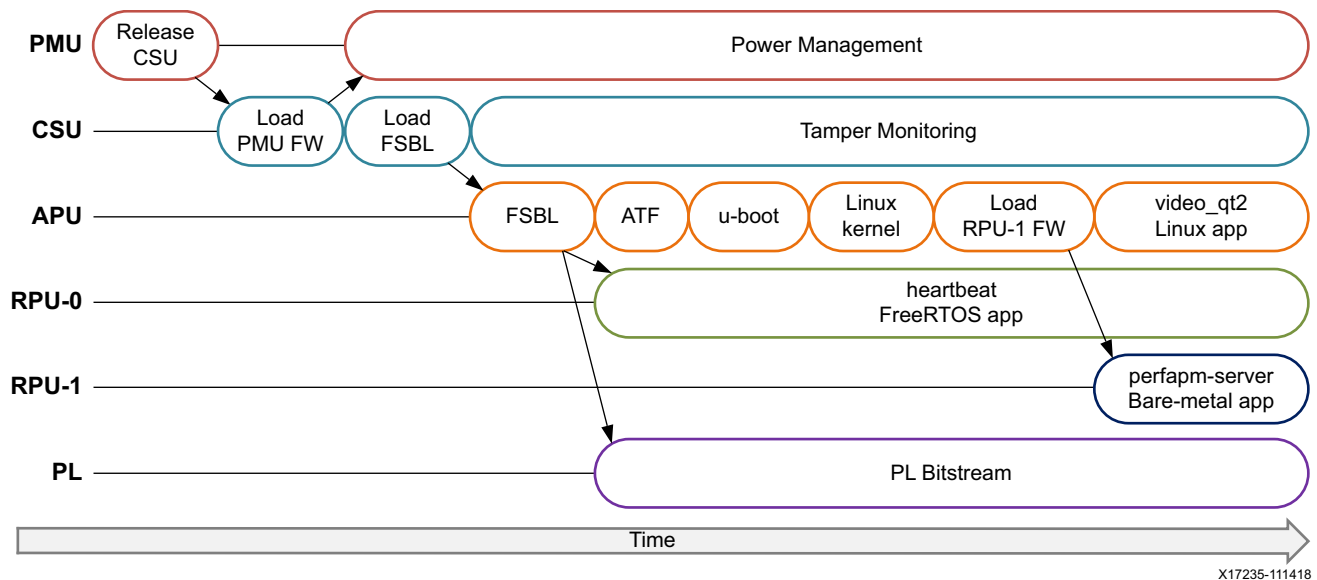 PMU
Release
CSU
Power Management
CSU
Load
PMU FW
Load
FSBL
Tamper Monitoring
APU
FSBL
ATF
u-boot
Linux
kernel
Load
RPU-1 FW
video_qt2
Linux app
RPU-0
heartbeat
FreeRTOS app
RPU-1
perfapm-server
Bare-metal app
PL
PL Bitstream
Time
X17235-111418